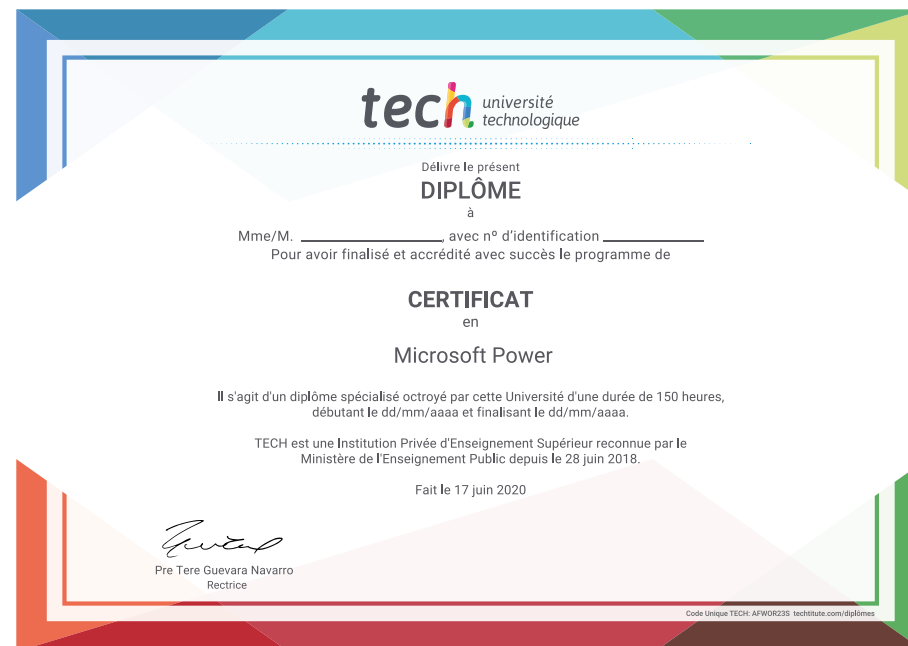 tech université
technologique
Délivre le présent
DIPLÔME
à
Mme/M. ____________, avec nº d'identification ____________
Pour avoir finalisé et accrédité avec succès le programme de
CERTIFICAT
en
Microsoft Power
Il s'agit d'un diplôme spécialisé octroyé par cette Université d'une durée de 150 heures,
débutant le dd/mm/aaaa et finalisant le dd/mm/aaaa.
TECH est une Institution Privée d'Enseignement Supérieur reconnue par le
Ministère de l'Enseignement Public depuis le 28 juin 2018.
Fait le 17 juin 2020
Pre Tere Guevara Navarro
Rectrice
Code Unique TECH: AFWOR23S techtitute.com/diplômes